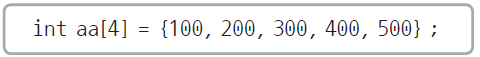 int aa[4] = {100, 200, 300, 400, 500} ;